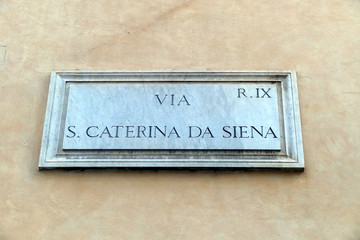 R.IX
VIA
S. CATERINA DA SIENA